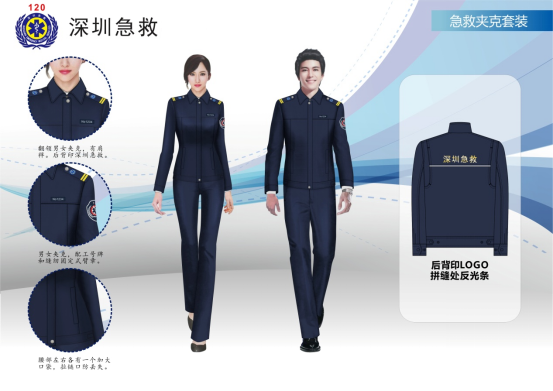 120
深圳急救
急救夹克套装
翻领男女夹克，有肩
袢。后背印深圳急救。
男女夹克，配工号牌
和缝切固定式臂章。
腰部左右各有一个加大
口袋，拉链口防丢失。
深圳急救
后背印LOGO
拼缝处反光条